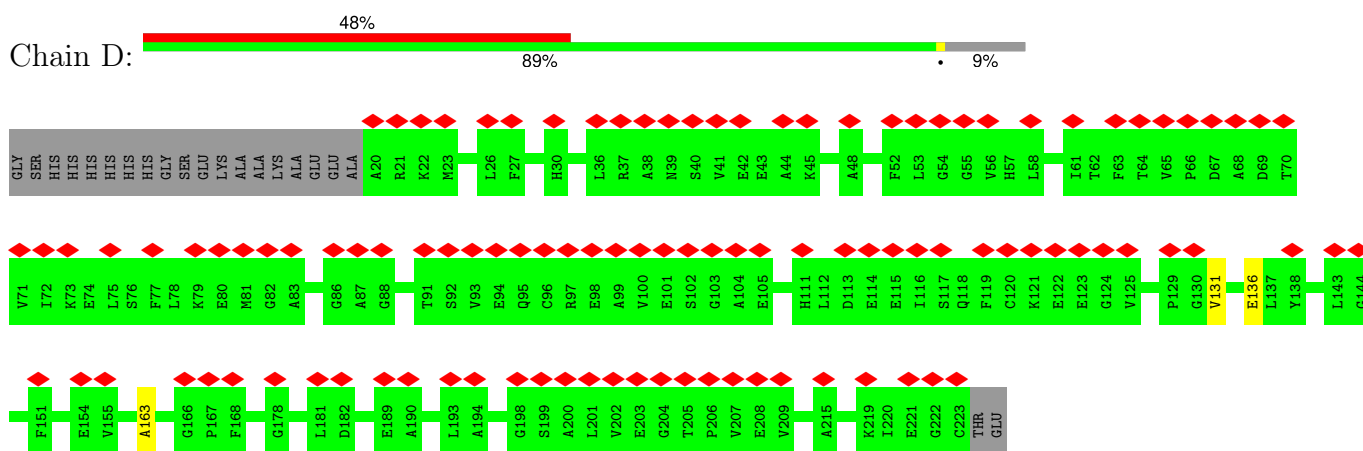 48%
Chain D:
89% • 9%
GLY SER HIS HIS HIS HIS HIS HIS GLY SER GLU LYS ALA ALA LYS ALA GLU GLU ALA A20 R21 K22 M23 L26 F27 H30 L36 R37 A38 N39 S40 V41 E42 E43 A44 K45 A48 F52 L53 G54 G55 V56 H57 L58 I61 T62 F63 T64 V65 P66 D67 A68 D69 T70
V71 I72 K73 E74 L75 S76 F77 L78 K79 E80 M81 G82 A83 G86 A87 G88 T91 S92 V93 E94 Q95 C96 R97 E98 A99 V100 E101 S102 G103 A104 E105 H111 L112 D113 E114 E115 I116 S117 Q118 F119 C120 K121 E122 E123 G124 V125 P129 G130 V131 E136 L137 Y138 L143 G144
F151 E154 V155 A163 G166 P167 F168 G178 L181 D182 E189 A190 L193 A194 G198 S199 A200 L201 V202 E203 G204 T205 P206 V207 E208 V209 A215 K219 I220 E221 G222 C223 THR GLU